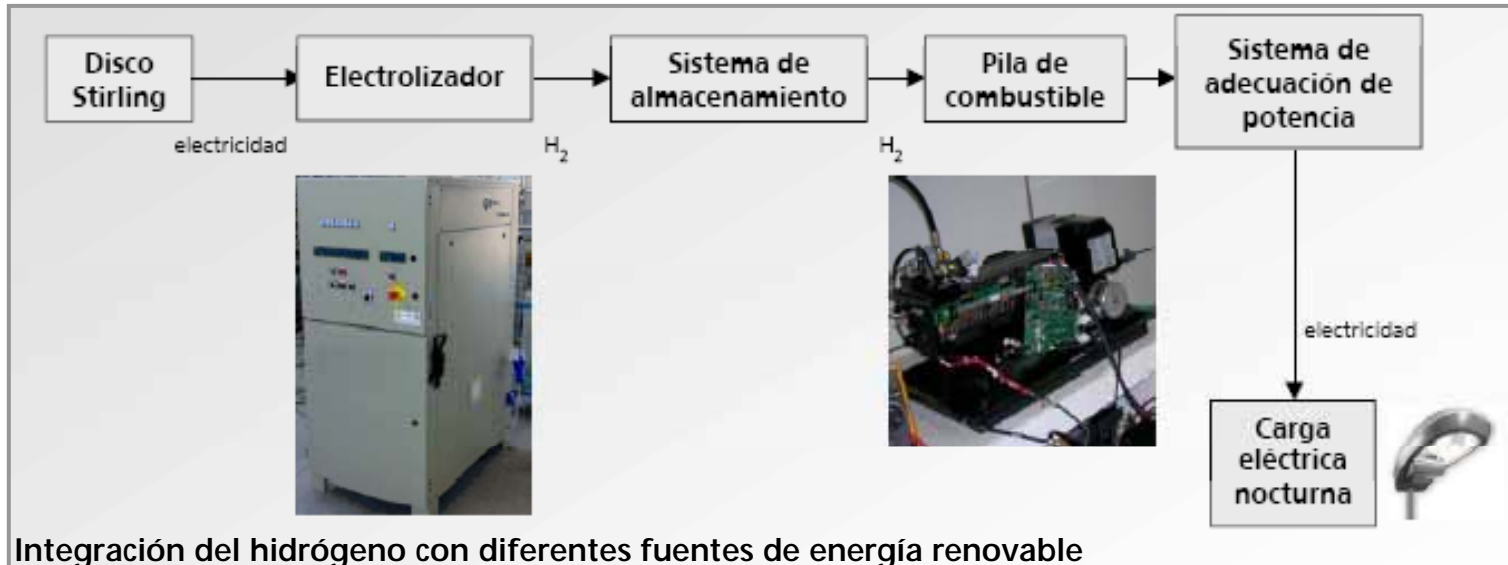 Disco
Stirling
Electrolizador
Sistema de
almacenamiento
Pila de
combustible
Sistema de
adecuación de
potencia
electricidad
H₂
H₂
electricidad
Carga
eléctrica
nocturna
Integración del hidrógeno con diferentes fuentes de energía renovable